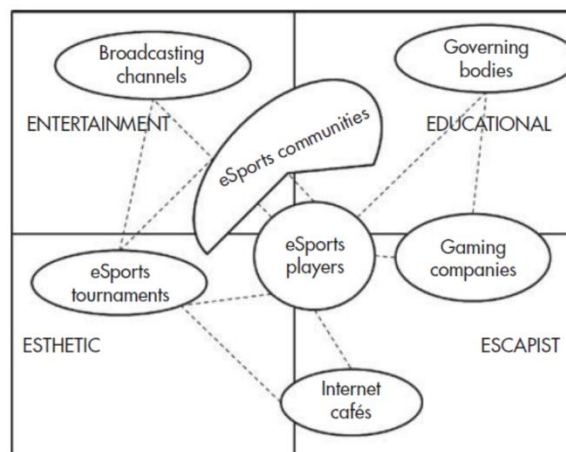 Broadcasting
channels
Governing
bodies
ENTERTAINMENT
eSports communities
EDUCATIONAL
eSports
players
Gaming
companies
eSports
tournaments
ESTHETIC
ESCAPIST
Internet
cafés